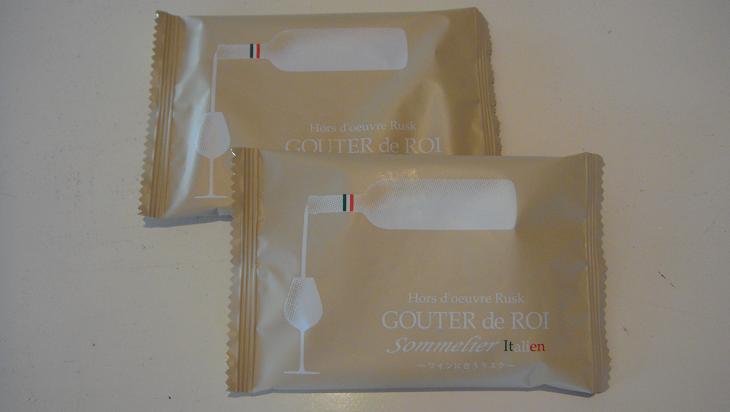 Hors d'oeuvre Rusk
GOUTER de ROI
Hors d'oeuvre Rusk
GOUTER de ROI
Sommelier Italien
―ワインに合うラスク―